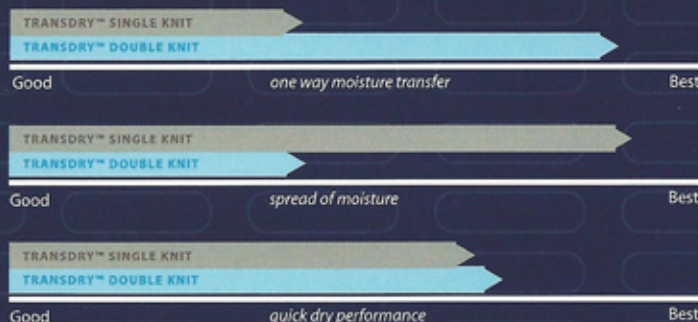 TRANSDRY™ SINGLE KNIT
TRANSDRY™ DOUBLE KNIT
Good one way moisture transfer Best
TRANSDRY™ SINGLE KNIT
TRANSDRY™ DOUBLE KNIT
Good spread of moisture Best
TRANSDRY™ SINGLE KNIT
TRANSDRY™ DOUBLE KNIT
Good quick dry performance Best